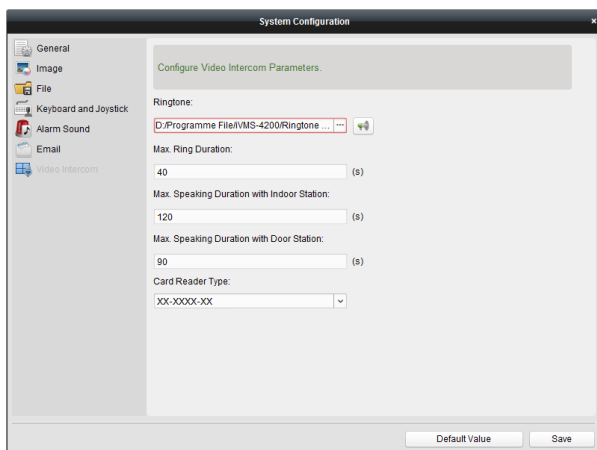 System Configuration
×
General
Image
File
Keyboard and Joystick
Alarm Sound
Email
Video Intercom
Configure Video Intercom Parameters.
Ringtone:
D:/Programme File/iVMS-4200/Ringtone ... ···
Max. Ring Duration:
40 (s)
Max. Speaking Duration with Indoor Station:
120 (s)
Max. Speaking Duration with Door Station:
90 (s)
Card Reader Type:
XX-XXXX-XX
Default Value Save